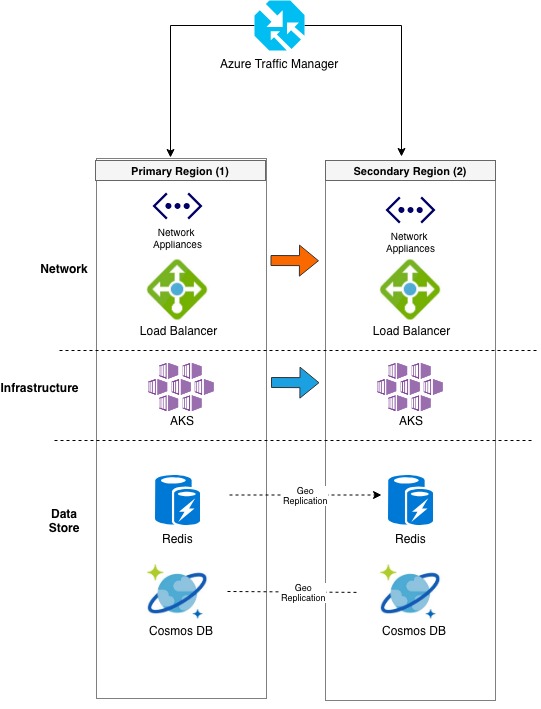 Azure Traffic Manager
Primary Region (1)
Secondary Region (2)
Network
Appliances
Network
Appliances
Network
Load Balancer
Load Balancer
Infrastructure
AKS
AKS
Geo
Replication
Data
Store
Redis
Redis
Geo
Replication
Cosmos DB
Cosmos DB